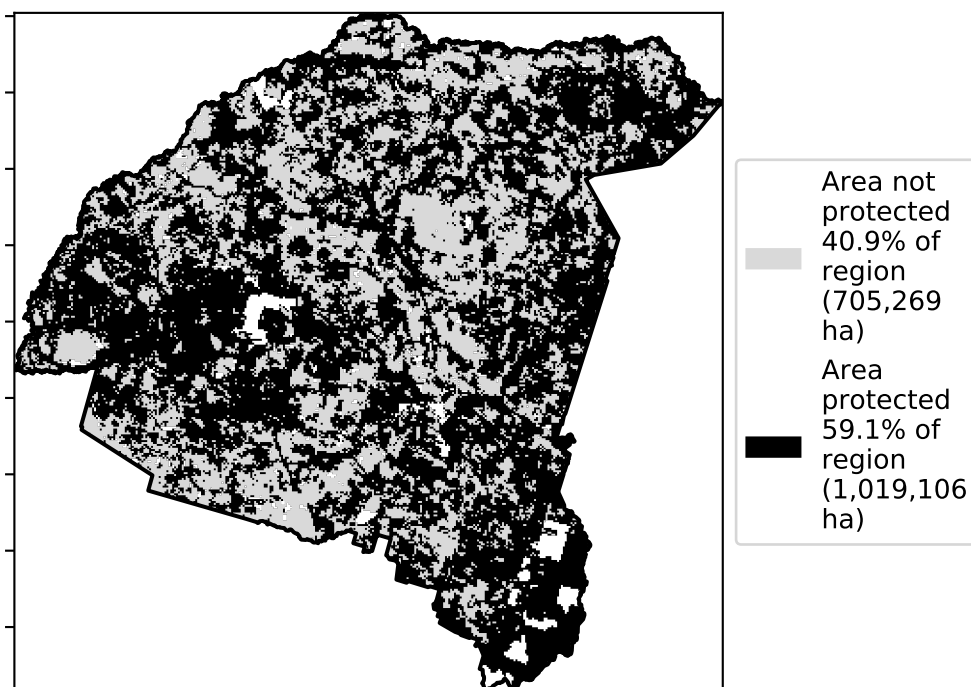 Area not
protected
40.9% of
region
(705,269
ha)
Area
protected
59.1% of
region
(1,019,106
ha)